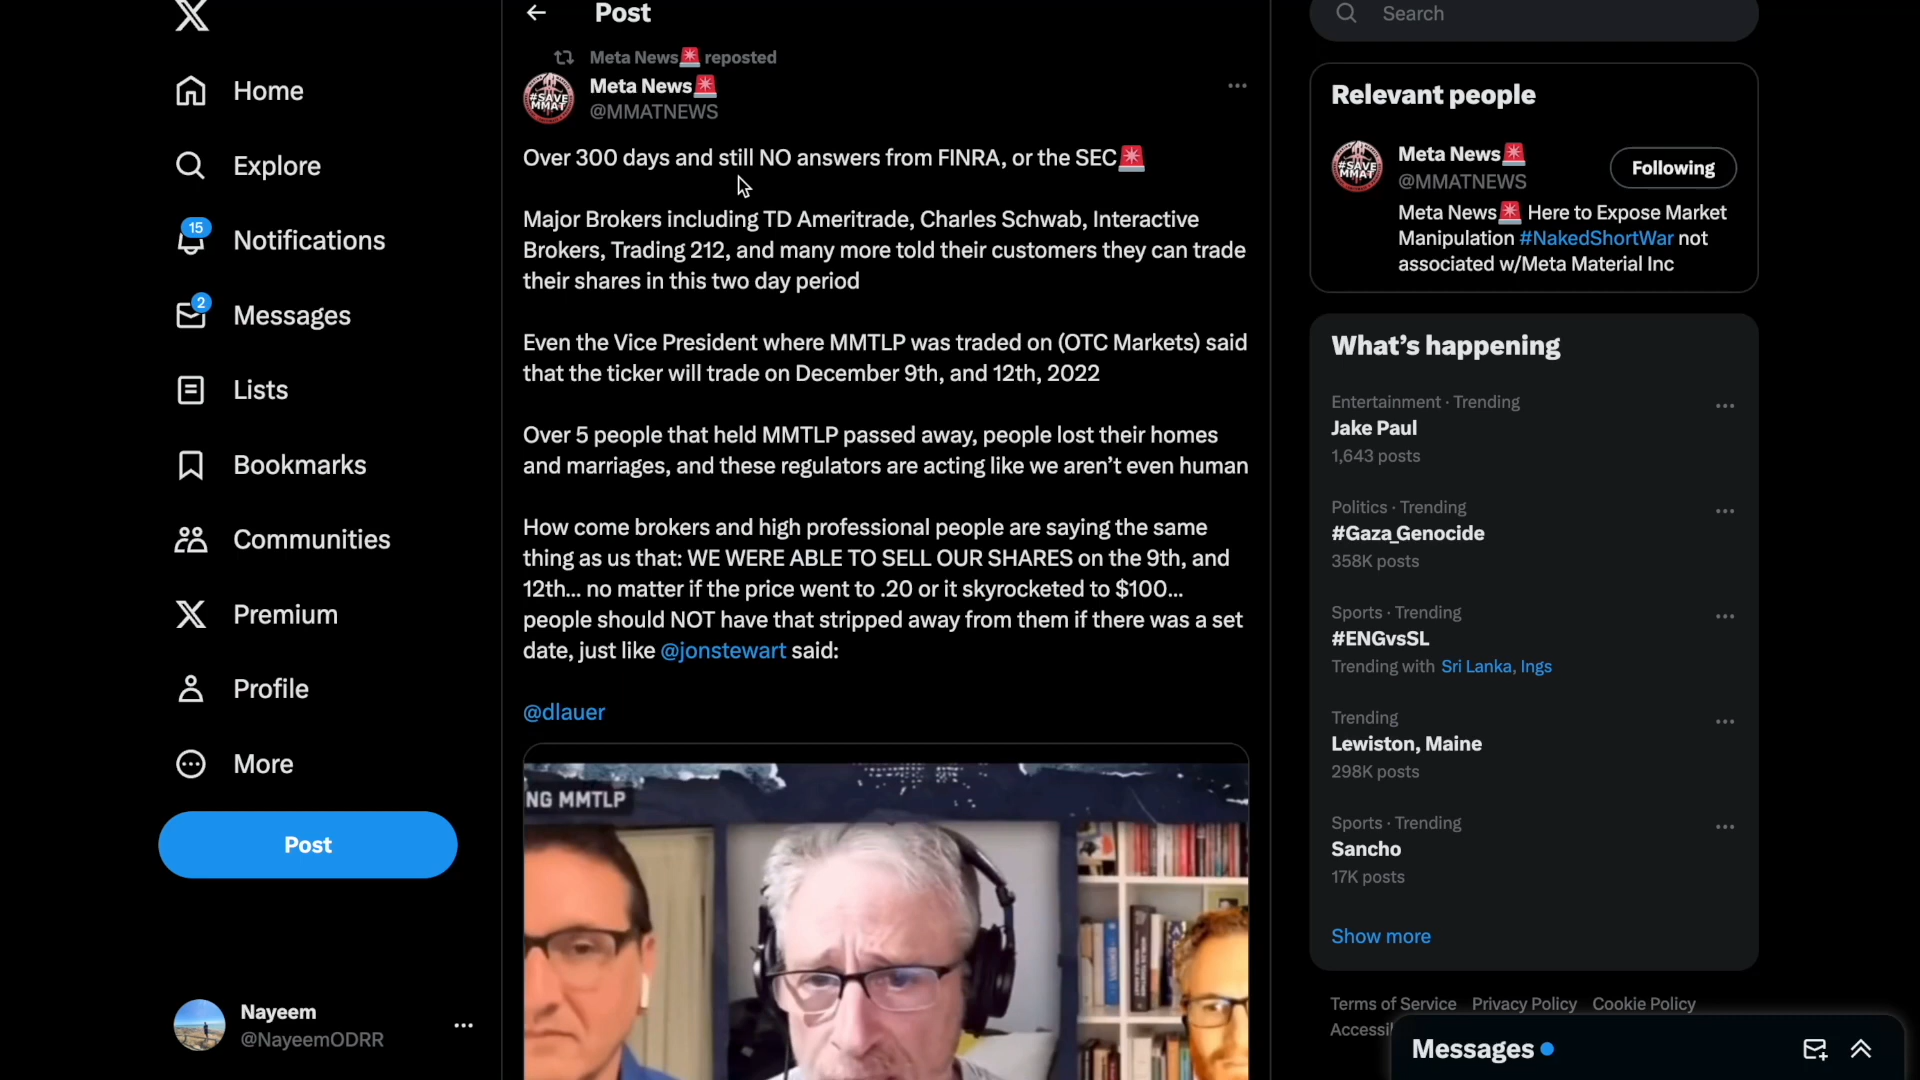 Home
Explore
15
Notifications
2
Messages
Lists
Bookmarks
Communities
Premium
Profile
More
Post
Nayeem
@NayeemODRR
Post
Meta News🚨 reposted
#SAVE
MMAT
Meta News🚨
@MMATNEWS
Over 300 days and still NO answers from FINRA, or the SEC🚨
Major Brokers including TD Ameritrade, Charles Schwab, Interactive
Brokers, Trading 212, and many more told their customers they can trade
their shares in this two day period
Even the Vice President where MMTLP was traded on (OTC Markets) said
that the ticker will trade on December 9th, and 12th, 2022
Over 5 people that held MMTLP passed away, people lost their homes
and marriages, and these regulators are acting like we aren’t even human
How come brokers and high professional people are saying the same
thing as us that: WE WERE ABLE TO SELL OUR SHARES on the 9th, and
12th... no matter if the price went to .20 or it skyrocketed to $100...
people should NOT have that stripped away from them if there was a set
date, just like @jonstewart said:
@dlauer
NG MMTLP
Search
Relevant people
#SAVE
MMAT
Meta News🚨
@MMATNEWS
Following
Meta News🚨 Here to Expose Market
Manipulation #NakedShortWar not
associated w/Meta Material Inc
What’s happening
Entertainment · Trending
Jake Paul
1,643 posts
Politics · Trending
#Gaza_Genocide
358K posts
Sports · Trending
#ENGvsSL
Trending with Sri Lanka, Ings
Trending
Lewiston, Maine
298K posts
Sports · Trending
Sancho
17K posts
Show more
Terms of Service Privacy Policy Cookie Policy
Accessi
Messages